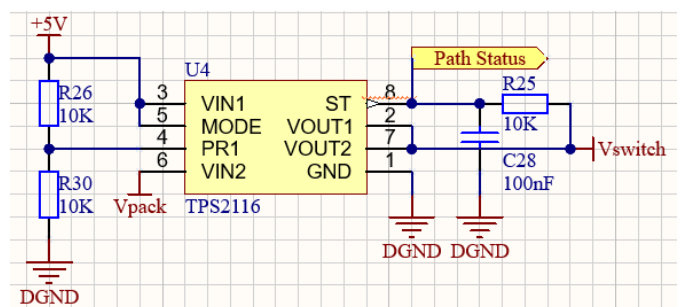 +5V
Path Status
U4
R26
10K
3
VIN1
ST
8
R25
10K
5
MODE
VOUT1
2
4
PR1
VOUT2
7
Vswitch
6
VIN2
GND
1
C28
100nF
R30
10K
Vpack
TPS2116
DGND
DGND
DGND